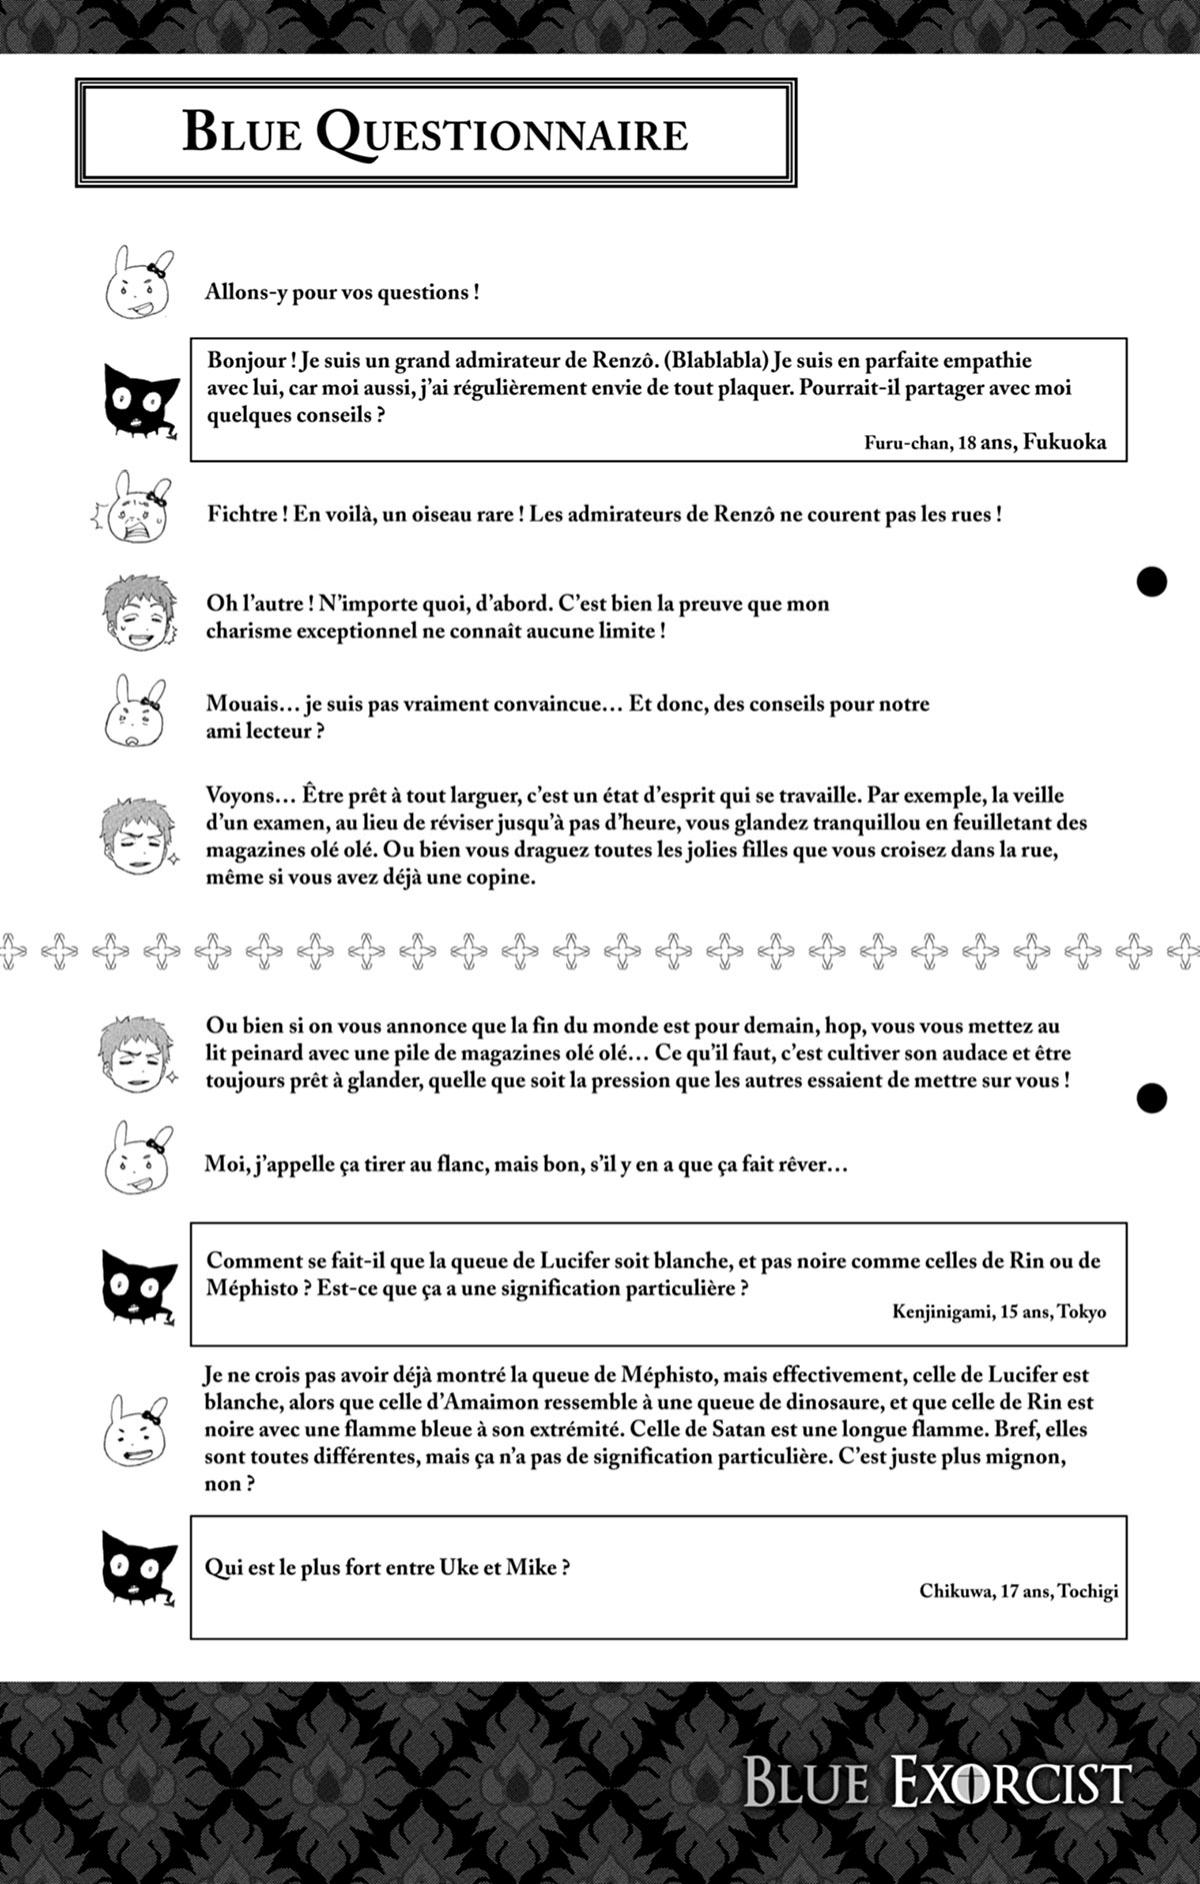 BLUE QUESTIONNAIRE
Allons-y pour vos questions !
Bonjour ! Je suis un grand admirateur de Renzô. (Blablabla) Je suis en parfaite empathie
avec lui, car moi aussi, j’ai régulièrement envie de tout plaquer. Pourrait-il partager avec moi
quelques conseils ?
Furu-chan, 18 ans, Fukuoka
Fichtre ! En voilà, un oiseau rare ! Les admirateurs de Renzô ne courent pas les rues !
Oh l’autre ! N’importe quoi, d’abord. C’est bien la preuve que mon
charisme exceptionnel ne connaît aucune limite !
Mouais… je suis pas vraiment convaincue… Et donc, des conseils pour notre
ami lecteur ?
Voyons… Être prêt à tout larguer, c’est un état d’esprit qui se travaille. Par exemple, la veille
d’un examen, au lieu de réviser jusqu’à pas d’heure, vous glandez tranquillou en feuilletant des
magazines olé olé. Ou bien vous draguez toutes les jolies filles que vous croisez dans la rue,
même si vous avez déjà une copine.
Ou bien si on vous annonce que la fin du monde est pour demain, hop, vous vous mettez au
lit peinard avec une pile de magazines olé olé… Ce qu’il faut, c’est cultiver son audace et être
toujours prêt à glander, quelle que soit la pression que les autres essaient de mettre sur vous !
Moi, j’appelle ça tirer au flanc, mais bon, s’il y en a que ça fait rêver…
Comment se fait-il que la queue de Lucifer soit blanche, et pas noire comme celles de Rin ou de
Méphisto ? Est-ce que ça a une signification particulière ?
Kenjinigami, 15 ans, Tokyo
Je ne crois pas avoir déjà montré la queue de Méphisto, mais effectivement, celle de Lucifer est
blanche, alors que celle d’Amaimon ressemble à une queue de dinosaure, et que celle de Rin est
noire avec une flamme bleue à son extrémité. Celle de Satan est une longue flamme. Bref, elles
sont toutes différentes, mais ça n’a pas de signification particulière. C’est juste plus mignon,
non ?
Qui est le plus fort entre Uke et Mike ?
Chikuwa, 17 ans, Tochigi
BLUE EXORCIST